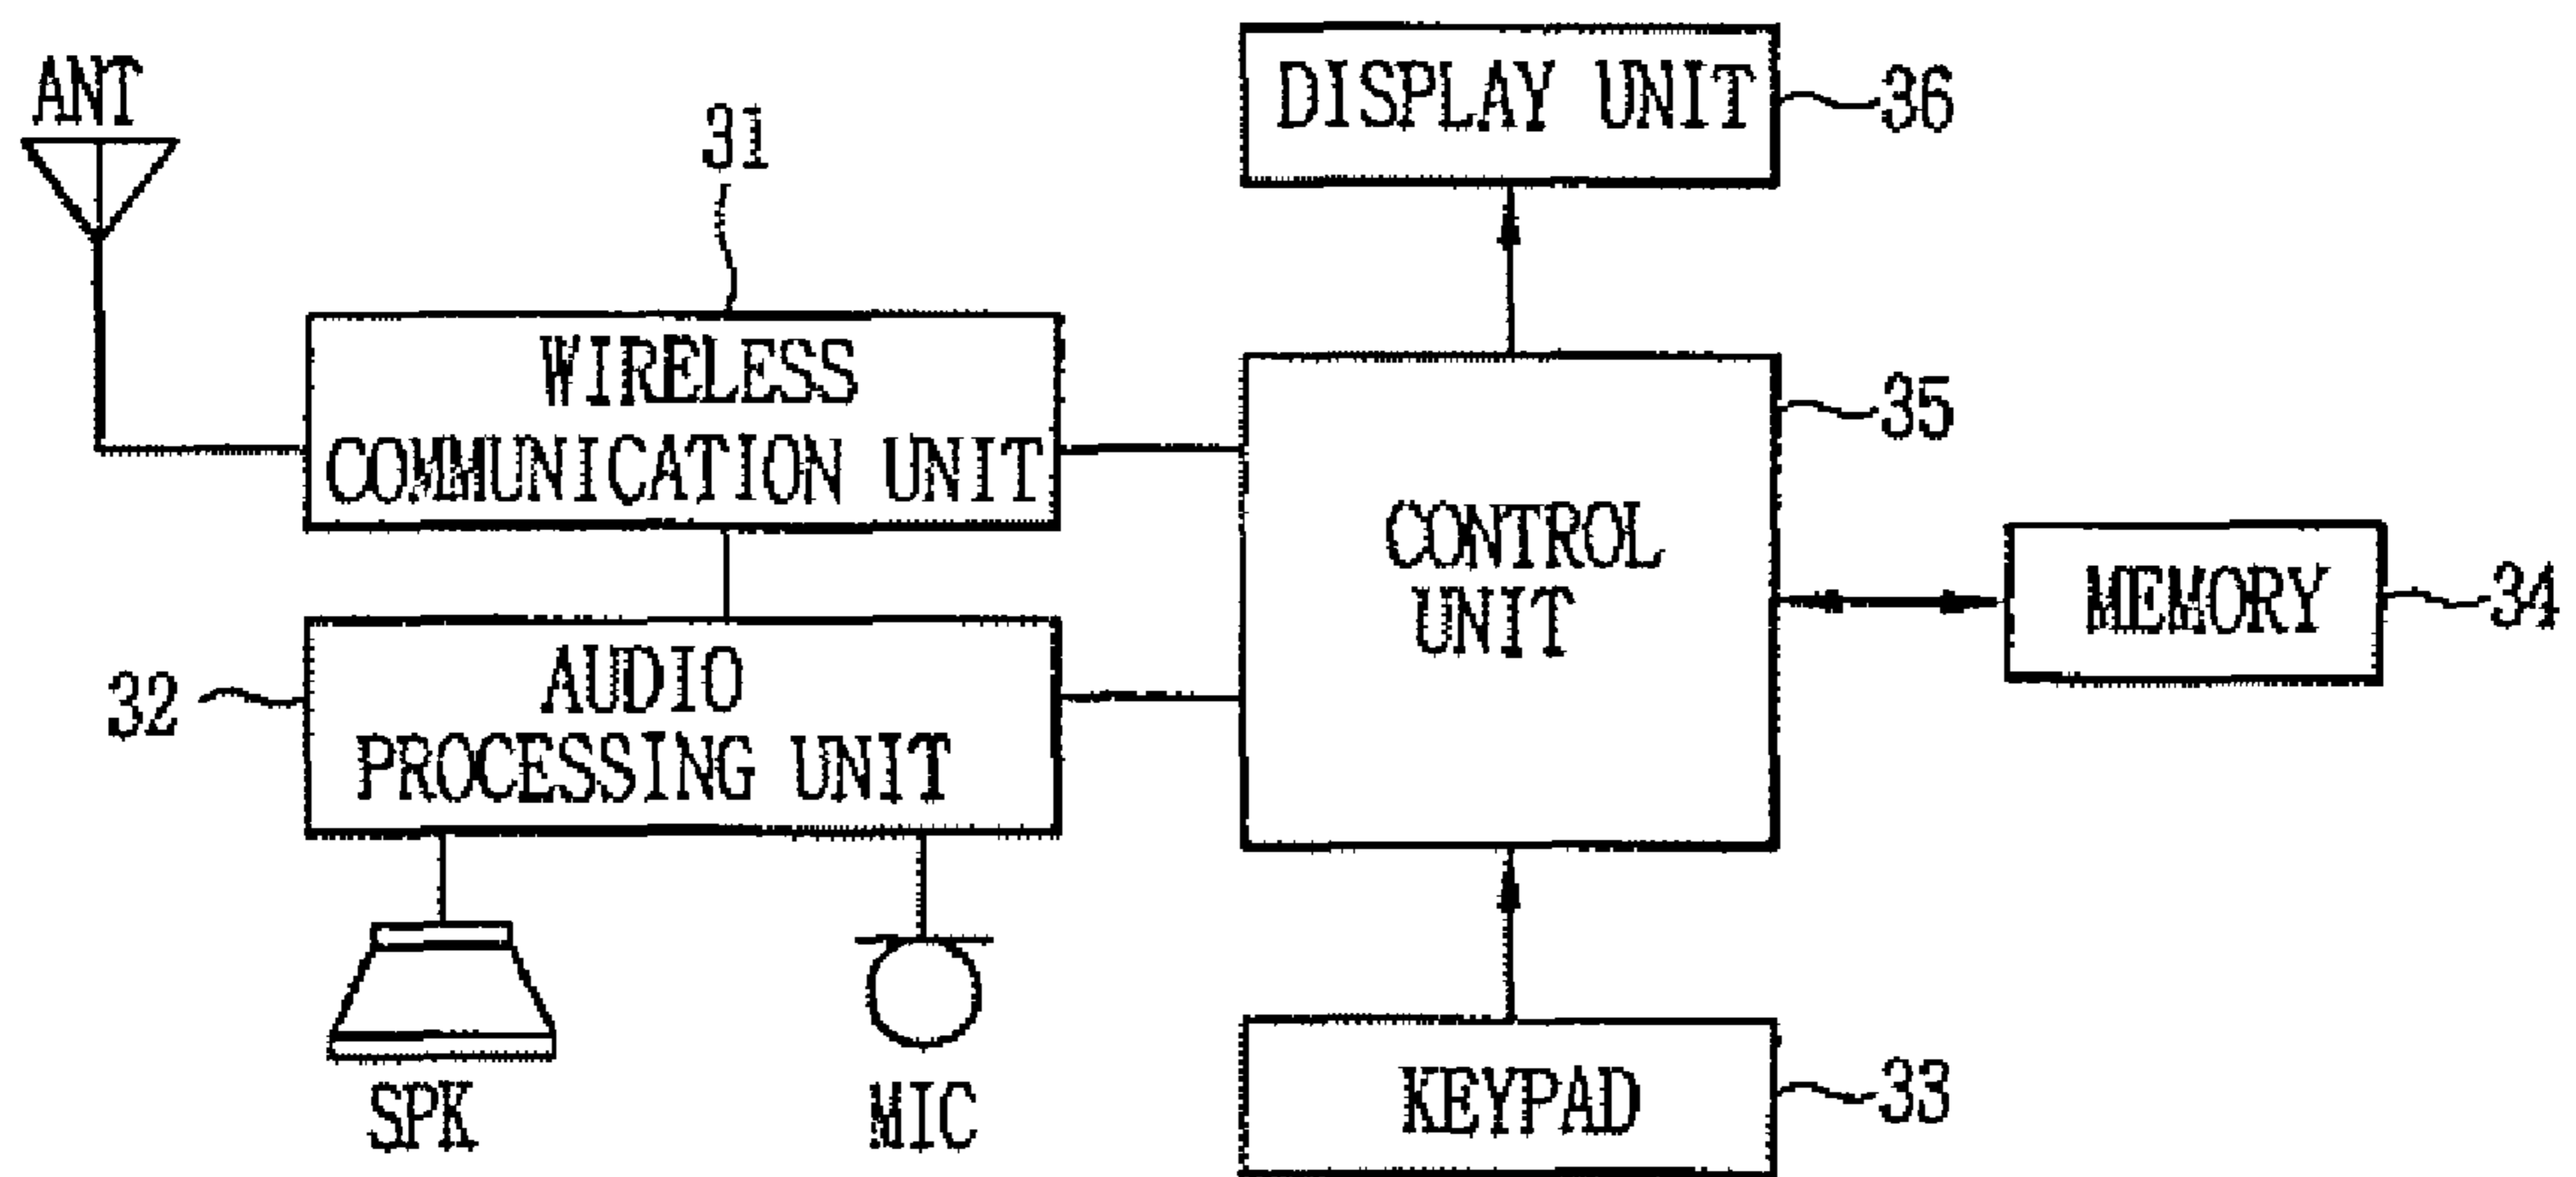 ANT
31
DISPLAY UNIT
36
WIRELESS
COMMUNICATION UNIT
35
CONTROL
UNIT
MEMORY
34
32
AUDIO
PROCESSING UNIT
SPK
MIC
KEYPAD
33